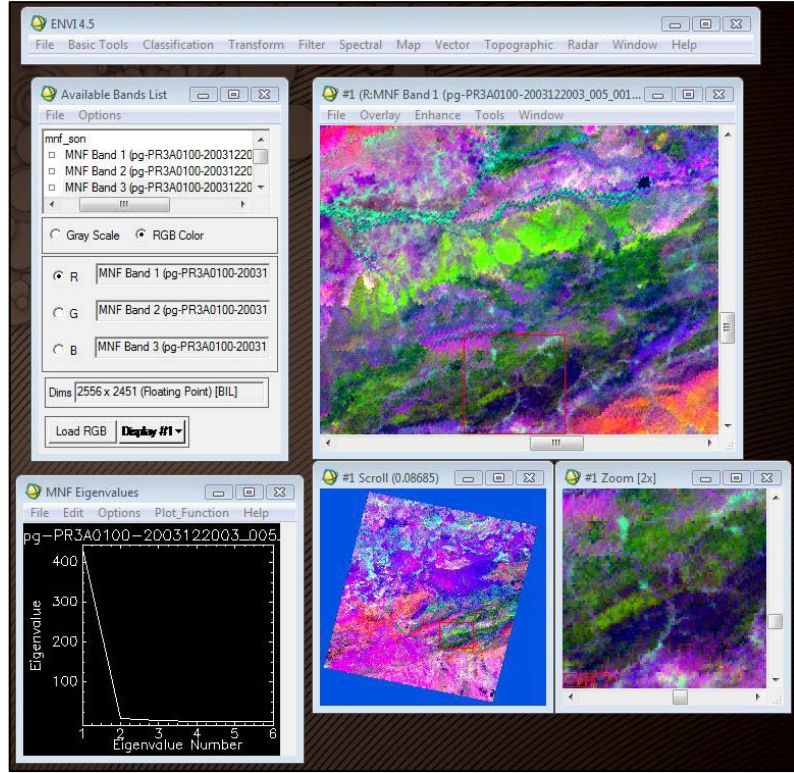 ENVI 4.5
File Basic Tools Classification Transform Filter Spectral Map Vector Topographic Radar Window Help
Available Bands List
File Options
mnf_son
MNF Band 1 (pg-PR3A0100-20031220
MNF Band 2 (pg-PR3A0100-20031220
MNF Band 3 (pg-PR3A0100-20031220
Gray Scale RGB Color
R MNF Band 1 (pg-PR3A0100-20031
G MNF Band 2 (pg-PR3A0100-20031
B MNF Band 3 (pg-PR3A0100-20031
Dims 2556 x 2451 (Floating Point) [BIL]
Load RGB Display #1
#1 (R:MNF Band 1 (pg-PR3A0100-2003122003_005_001...
File Overlay Enhance Tools Window
MNF Eigenvalues
File Edit Options Plot_Function Help
pg-PR3A0100-2003122003_005.
Eigenvalue
400
300
200
100
1 2 3 4 5 6
Eigenvalue Number
#1 Scroll (0.08685)
#1 Zoom [2x]